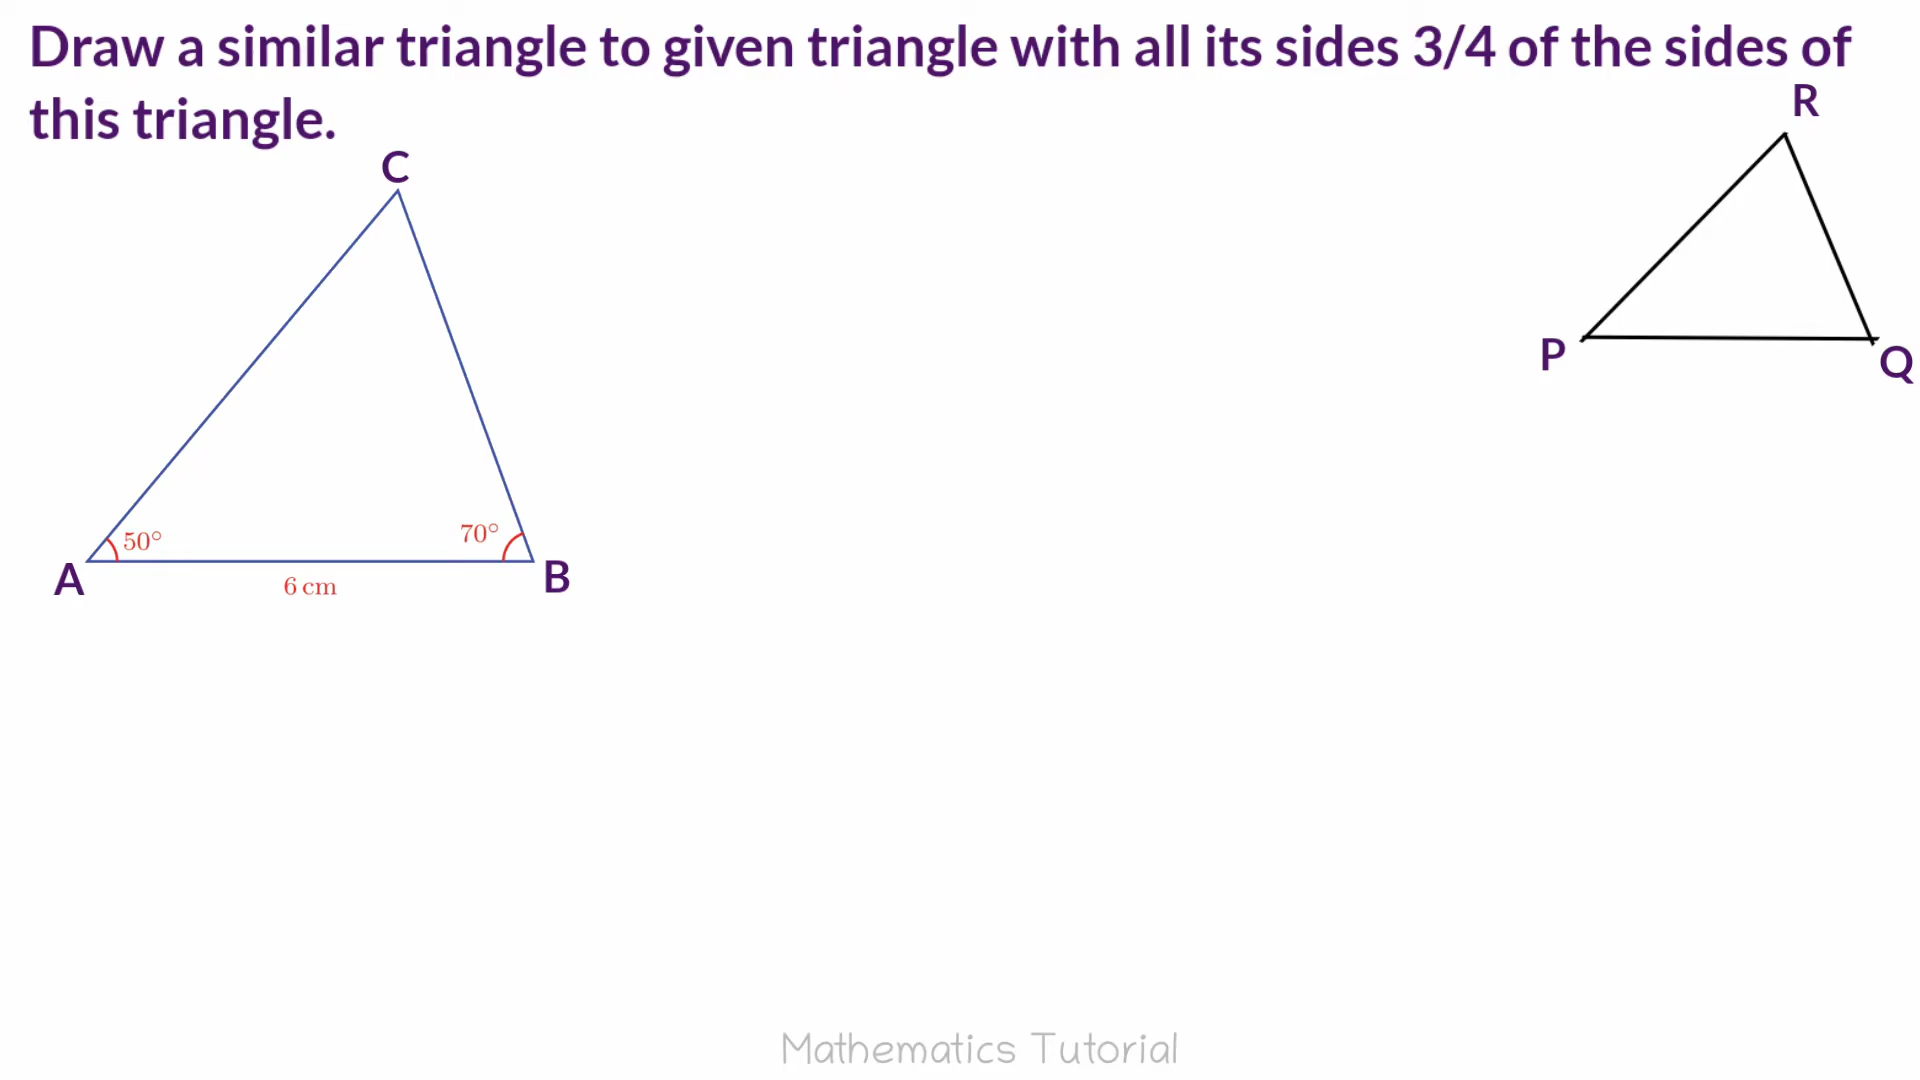 Draw a similar triangle to given triangle with all its sides 3/4 of the sides of
this triangle.
R
C
P
Q
50°
70°
A
B
6 cm
Mathematics Tutorial